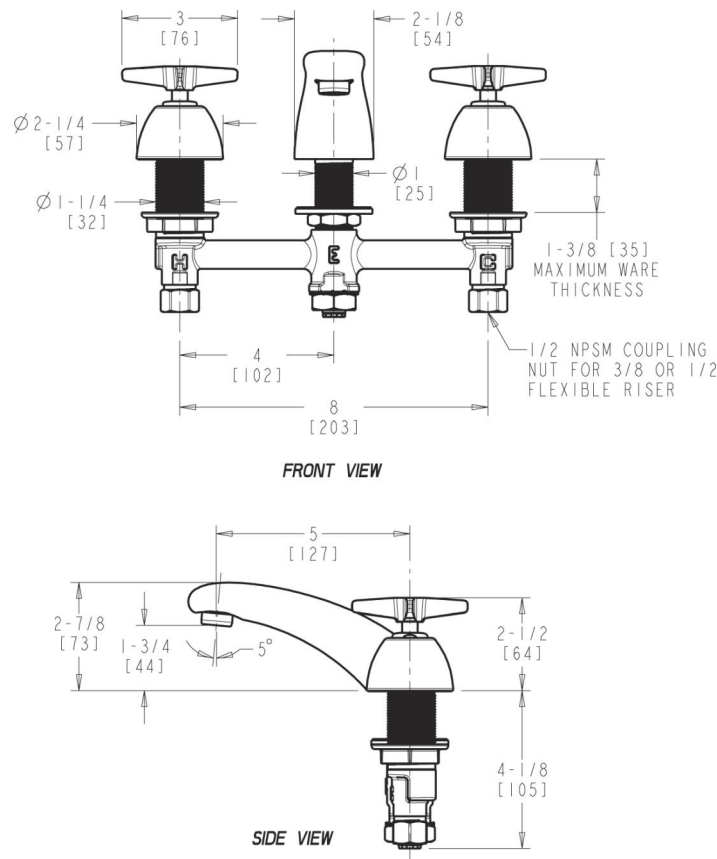 3
[76]
2-1/8
[54]
Ø2-1/4
[57]
Ø1
[25]
Ø1-1/4
[32]
H
E
C
1-3/8 [35]
MAXIMUM WARE
THICKNESS
4
[102]
1/2 NPSM COUPLING
NUT FOR 3/8 OR 1/2
FLEXIBLE RISER
8
[203]
FRONT VIEW
5
[127]
2-7/8
[73]
1-3/4
[44]
5°
2-1/2
[64]
4-1/8
[105]
SIDE VIEW